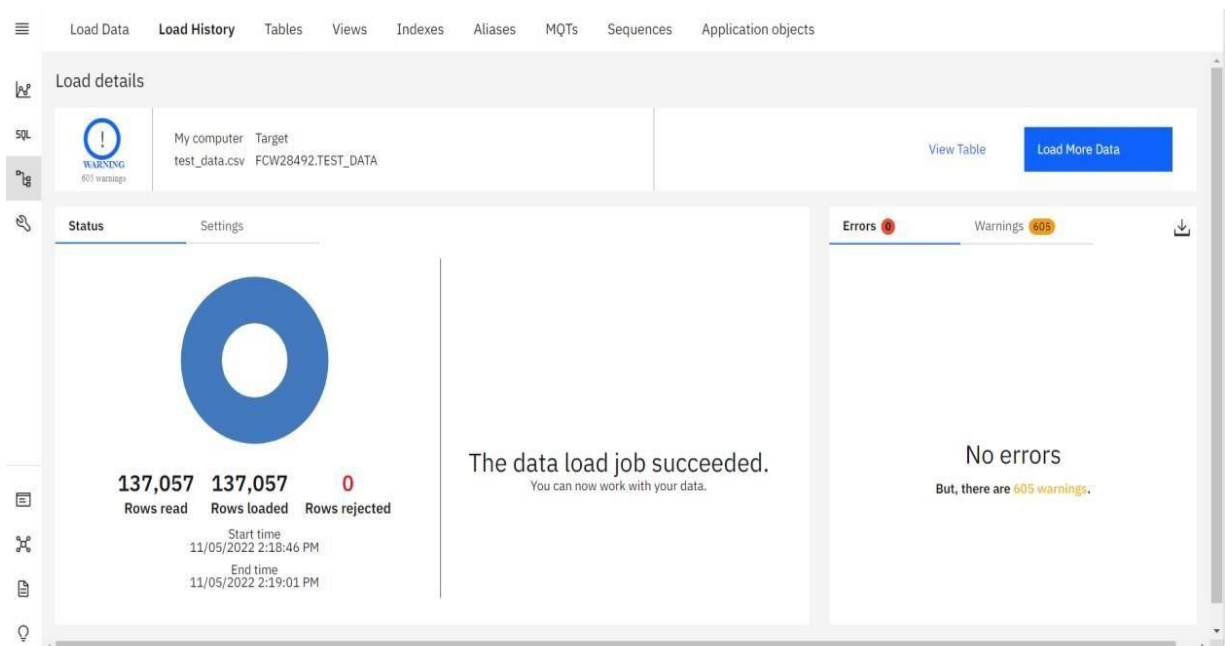 Load Data Load History Tables Views Indexes Aliases MQTs Sequences Application objects
Load details
SQL
!
WARNING
605 warnings
My computer Target
test_data.csv FCW28492.TEST_DATA
View Table
Load More Data
Status Settings
137,057 137,057 0
Rows read Rows loaded Rows rejected
Start time
11/05/2022 2:18:46 PM
End time
11/05/2022 2:19:01 PM
The data load job succeeded.
You can now work with your data.
Errors 0 Warnings 605
No errors
But, there are 605 warnings.